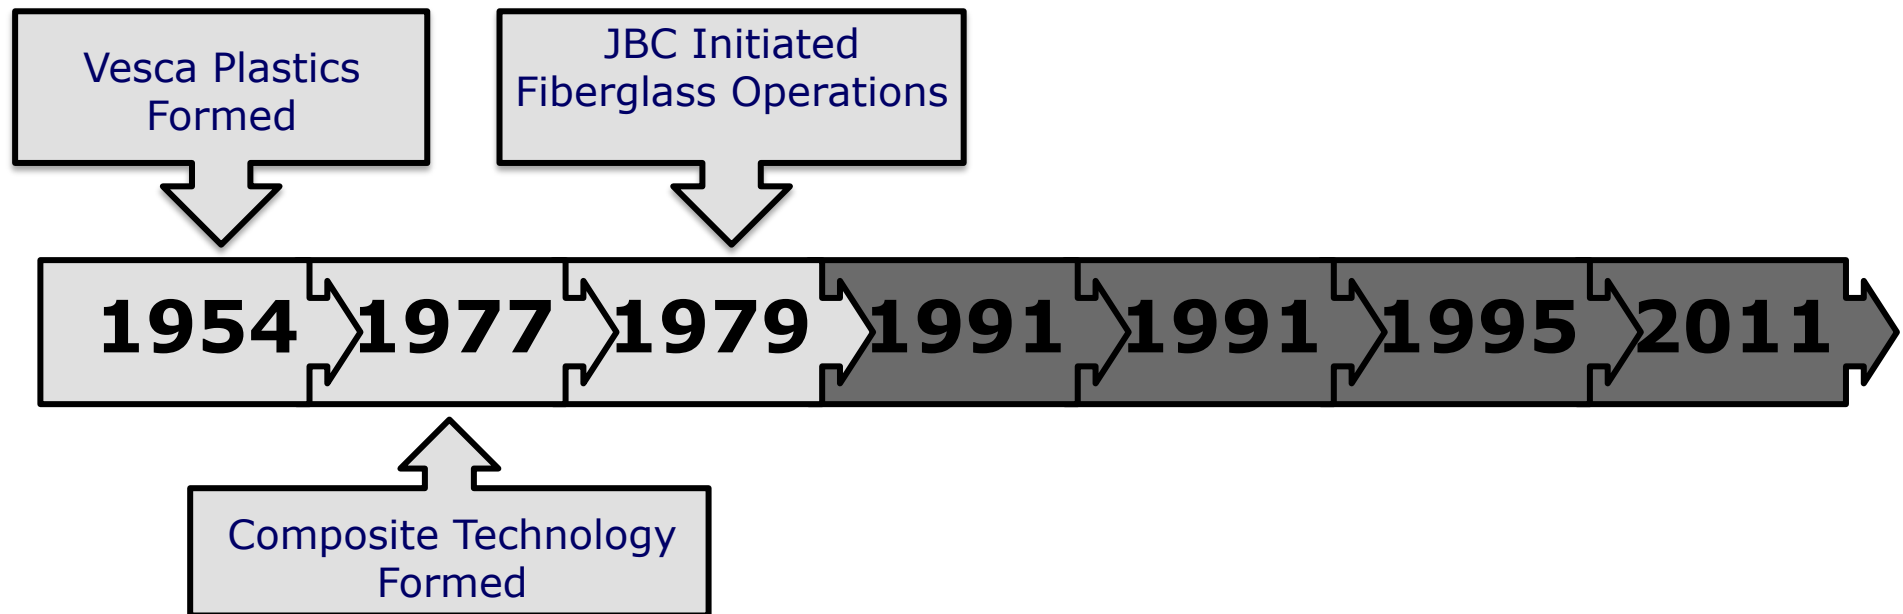 Vesca Plastics
Formed
JBC Initiated
Fiberglass Operations
1954 1977 1979 1991 1991 1995 2011
Composite Technology
Formed